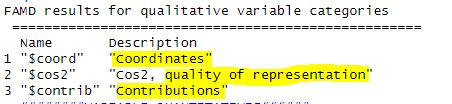 FAMD results for qualitative variable categories
===================================================
Name Description
1 "$coord" "Coordinates"
2 "$cos2" "Cos2, quality of representation"
3 "$contrib" "Contributions"